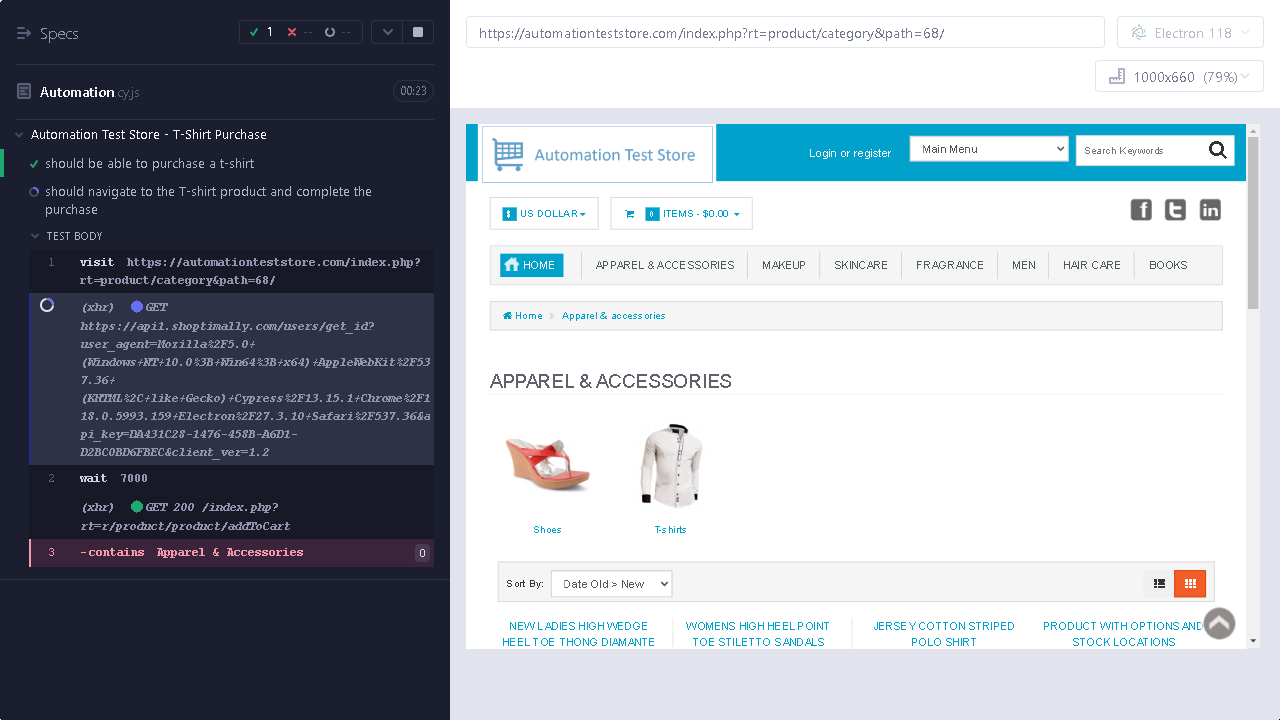 Specs
1
--
--
Automation cy.js
00:23
Automation Test Store - T-Shirt Purchase
should be able to purchase a t-shirt
should navigate to the T-shirt product and complete the
purchase
TEST BODY
1 visit https://automationteststore.com/index.php?
rt=product/category&path=68/
(xhr) GET
https://api1.shoptimally.com/users/get_id?
user_agent=Mozilla%2F5.0+
(Windows+NT+10.0%3B+Win64%3B+x64)+AppleWebKit%2F53
7.36+
(KHTML%2C+like+Gecko)+Cypress%2F13.15.1+Chrome%2F1
18.0.5993.159+Electron%2F27.3.10+Safari%2F537.36&a
pi_key=DA431C28-1476-458B-A6D1-
D2BC0BD6FBEC&client_ver=1.2
2 wait 7000
(xhr) GET 200 /index.php?
rt=r/product/product/addToCart
3 -contains Apparel & Accessories 0
https://automationteststore.com/index.php?rt=product/category&path=68/
Electron 118
1000x660 (79%)
Automation Test Store
Login or register
Main Menu
Search Keywords
$ US DOLLAR
0 ITEMS - $0.00
f t in
HOME APPAREL & ACCESSORIES MAKEUP SKINCARE FRAGRANCE MEN HAIR CARE BOOKS
Home Apparel & accessories
APPAREL & ACCESSORIES
Shoes T-shirts
Sort By: Date Old > New
NEW LADIES HIGH WEDGE
HEEL TOE THONG DIAMANTE
WOMENS HIGH HEEL POINT
TOE STILETTO SANDALS
JERSEY COTTON STRIPED
POLO SHIRT
PRODUCT WITH OPTIONS AND
STOCK LOCATIONS